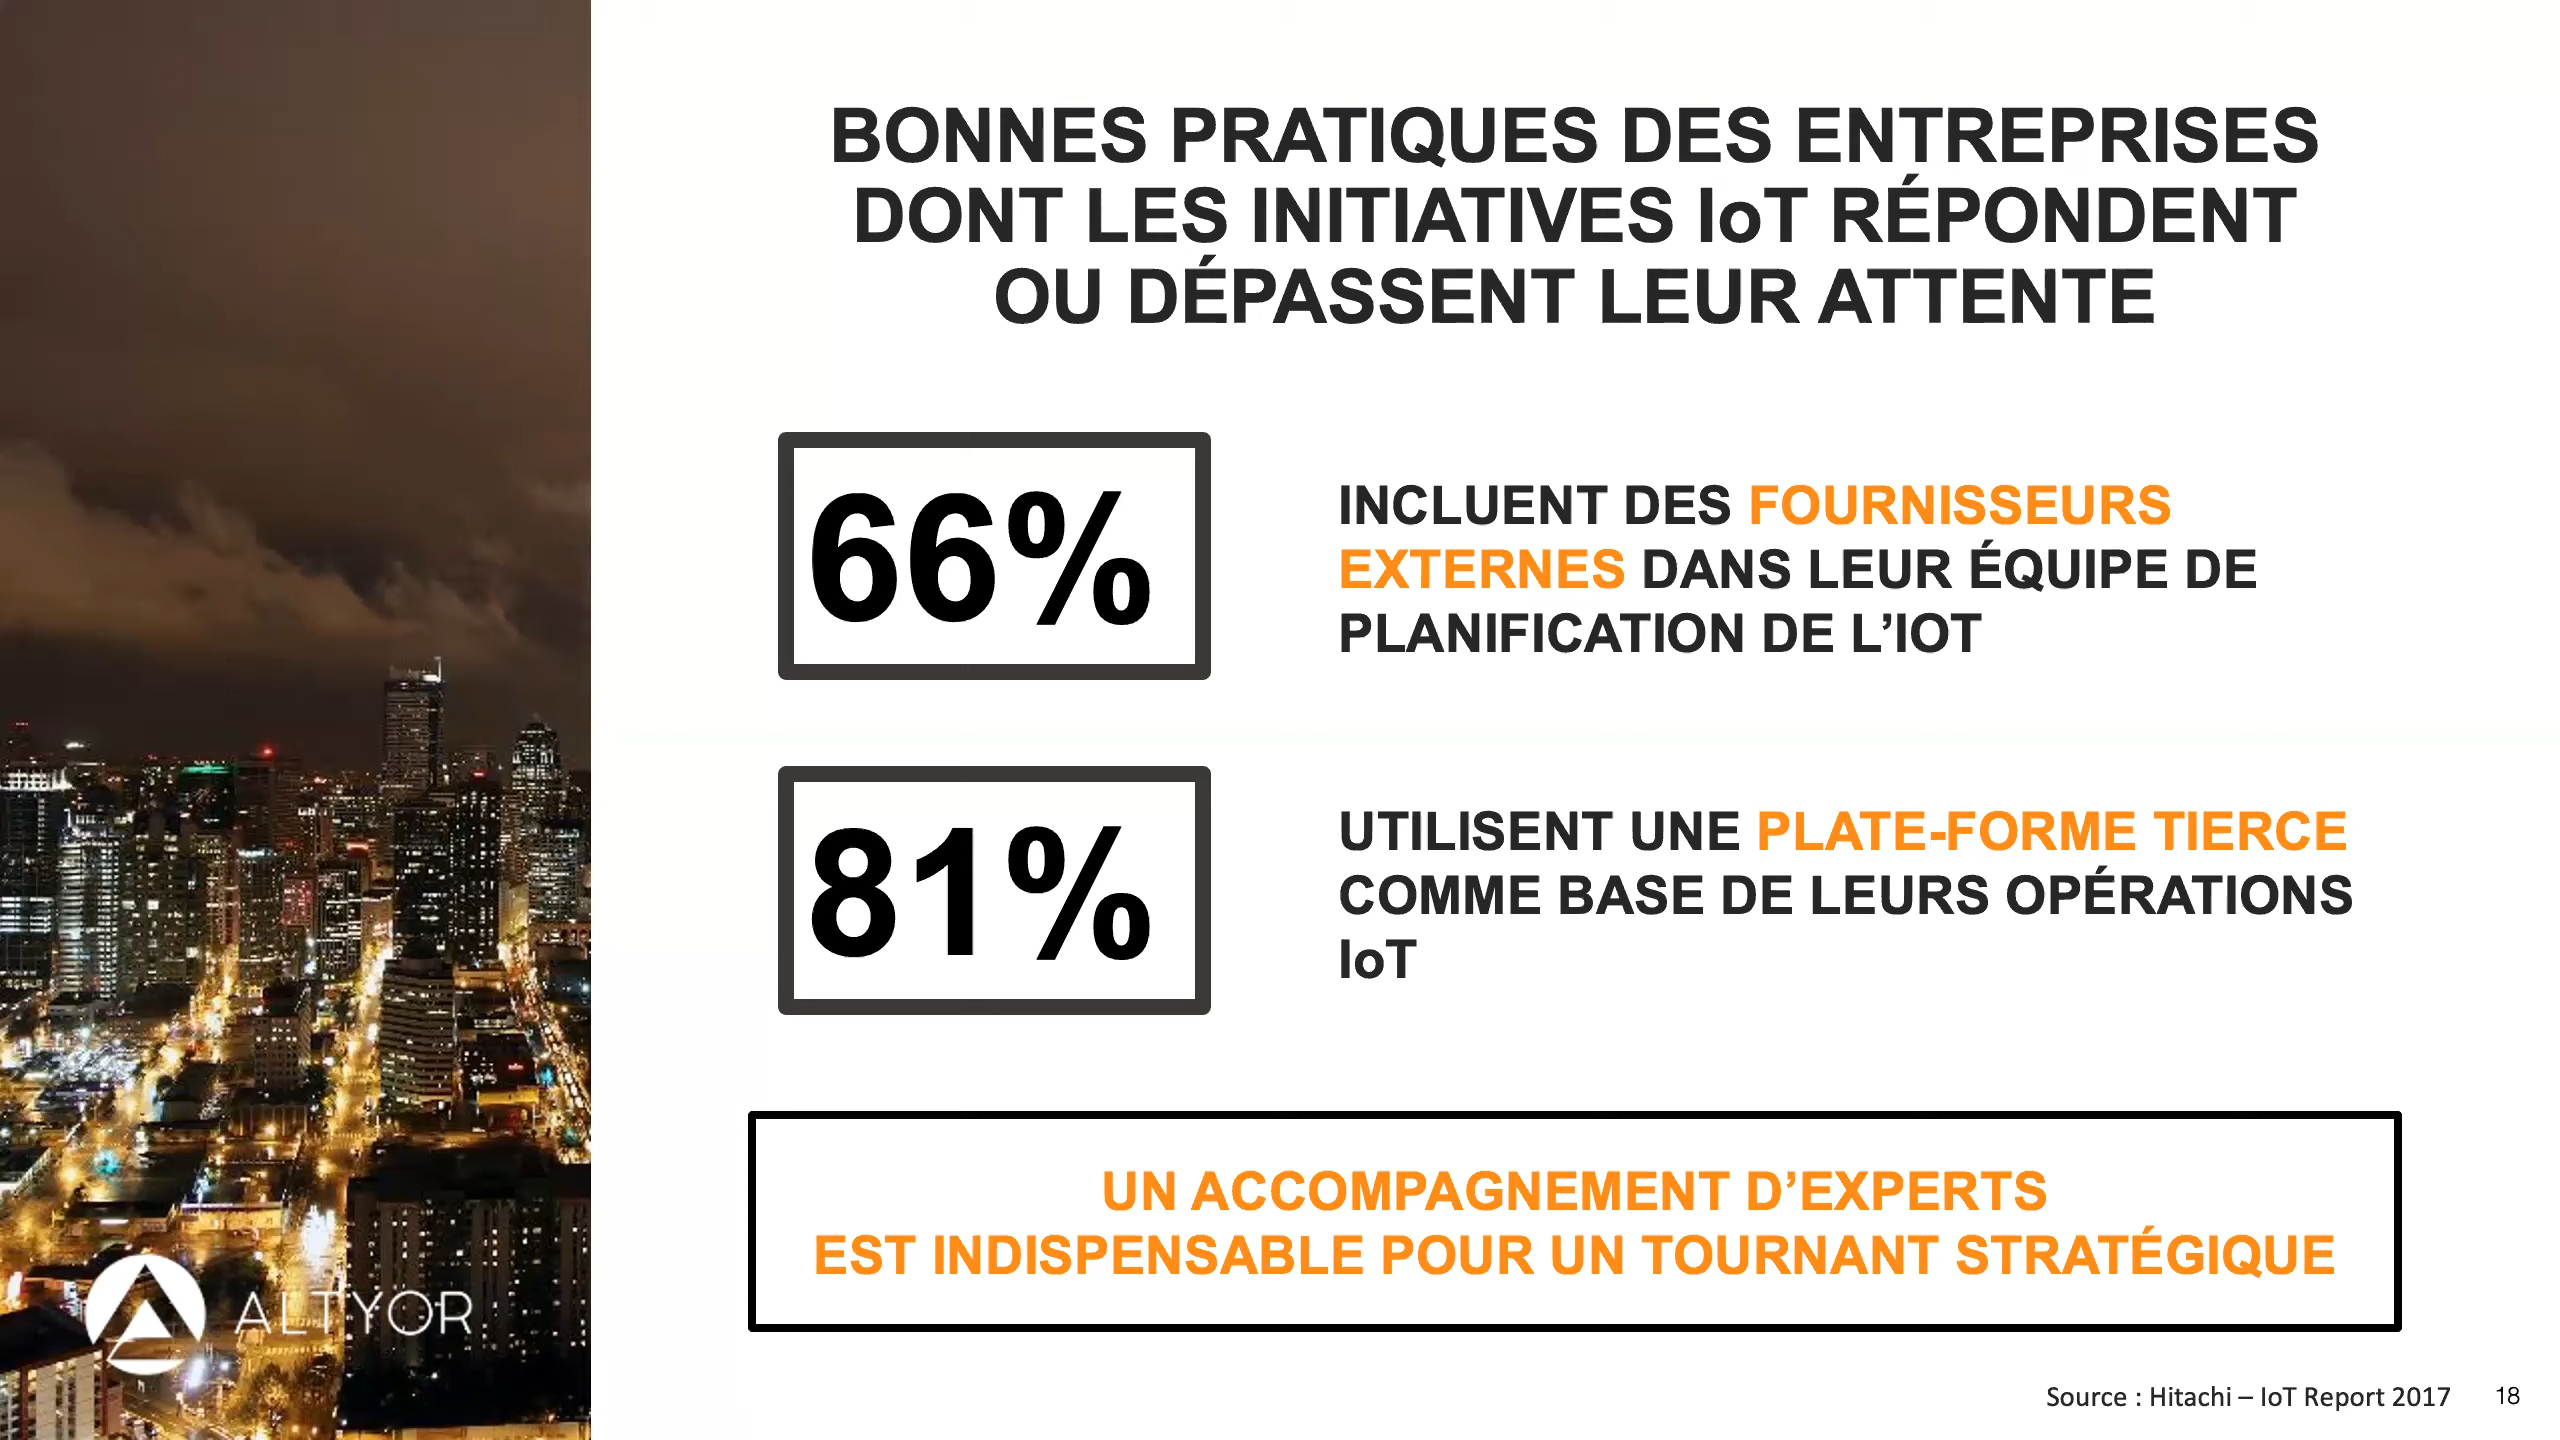 BONNES PRATIQUES DES ENTREPRISES
DONT LES INITIATIVES IoT RÉPONDENT
OU DÉPASSENT LEUR ATTENTE
66%
INCLUENT DES FOURNISSEURS
EXTERNES DANS LEUR ÉQUIPE DE
PLANIFICATION DE L’IOT
81%
UTILISENT UNE PLATE-FORME TIERCE
COMME BASE DE LEURS OPÉRATIONS
IoT
UN ACCOMPAGNEMENT D’EXPERTS
EST INDISPENSABLE POUR UN TOURNANT STRATÉGIQUE
ALTYOR
Source : Hitachi – IoT Report 2017
18